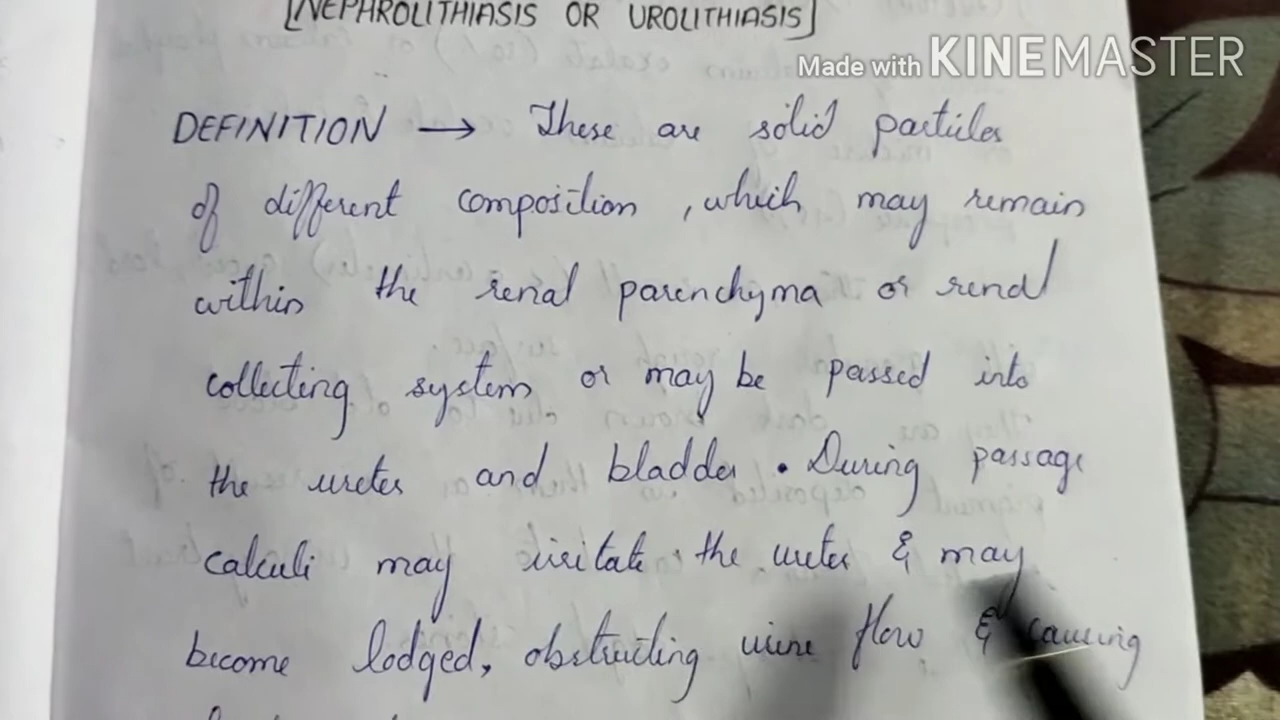 [NEPHROLITHIASIS OR UROLITHIASIS]
Made with KINEMASTER
DEFINITION → These are solid particles
of different composition, which may remain
within the renal parenchyma or renal
collecting system or may be passed into
the ureter and bladder. During passage
calculi may irritate the ureter & may
become lodged, obstructing urine flow & causing